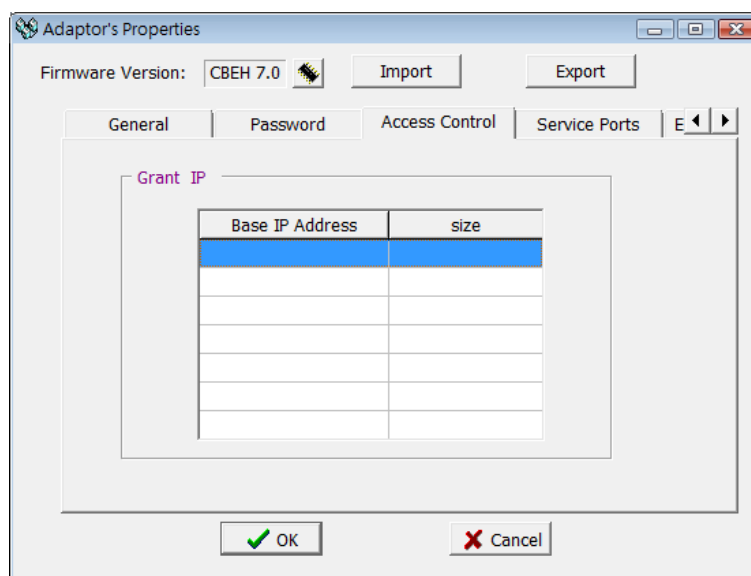 Adaptor's Properties
Firmware Version: CBEH 7.0 Import Export
General Password Access Control Service Ports E
Grant IP
Base IP Address size
OK Cancel